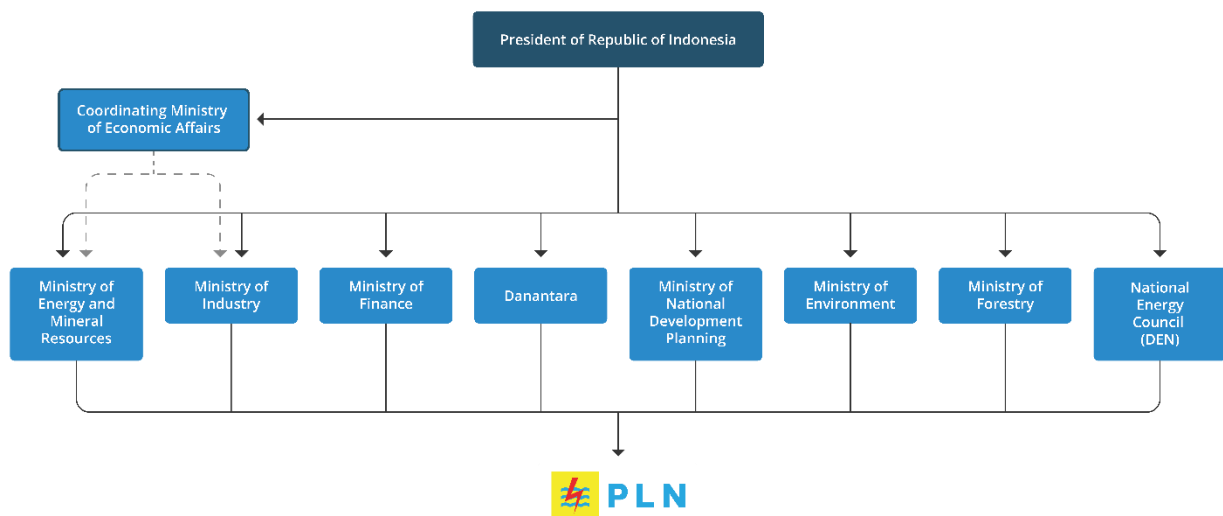 President of Republic of Indonesia
Coordinating Ministry
of Economic Affairs
Ministry of
Energy and
Mineral
Resources
Ministry of
Industry
Ministry of
Finance
Danantara
Ministry of
National
Development
Planning
Ministry of
Environment
Ministry of
Forestry
National
Energy
Council
(DEN)
PLN